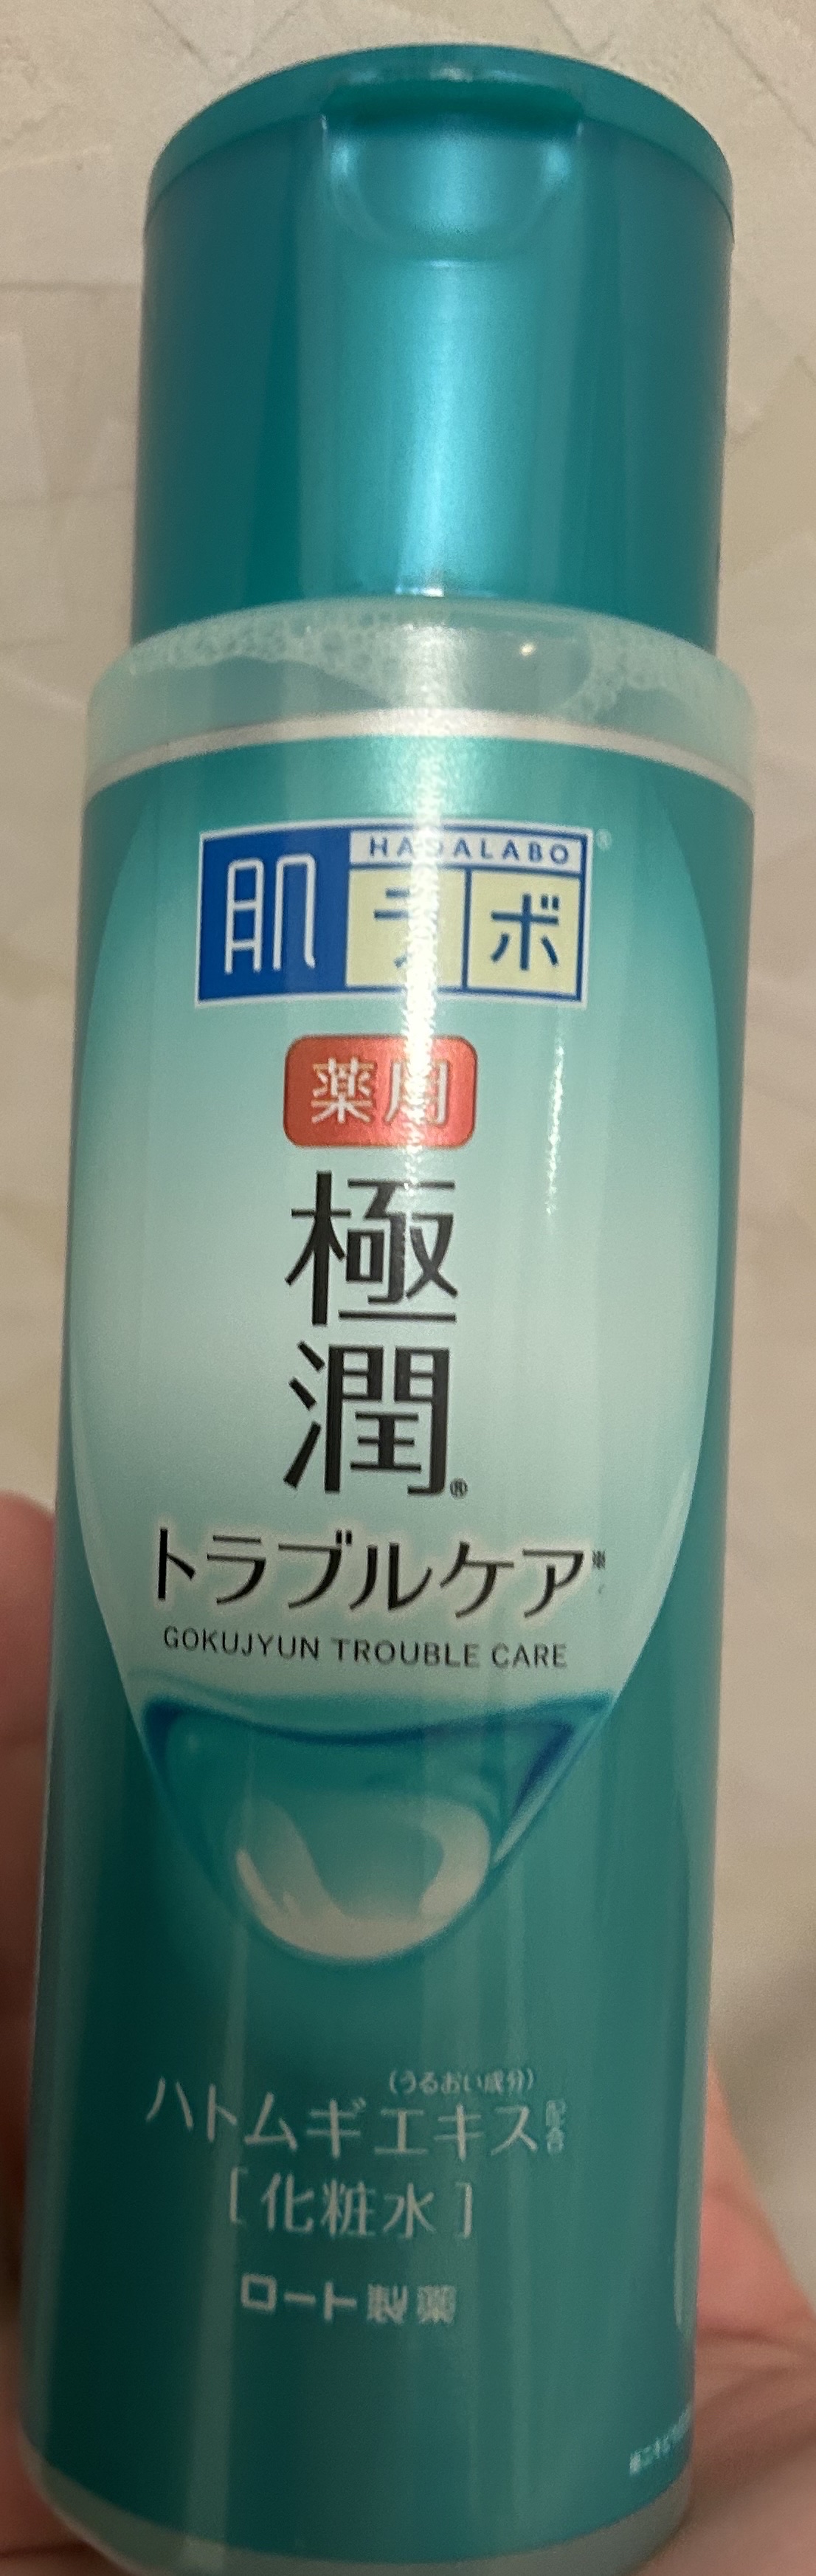 HADALABO
肌ラボ®
薬用
極
潤®
トラブルケア※
GOKUJYUN TROUBLE CARE
(うるおい成分)
ハトムギエキス配合
[化粧水]
ロート製薬